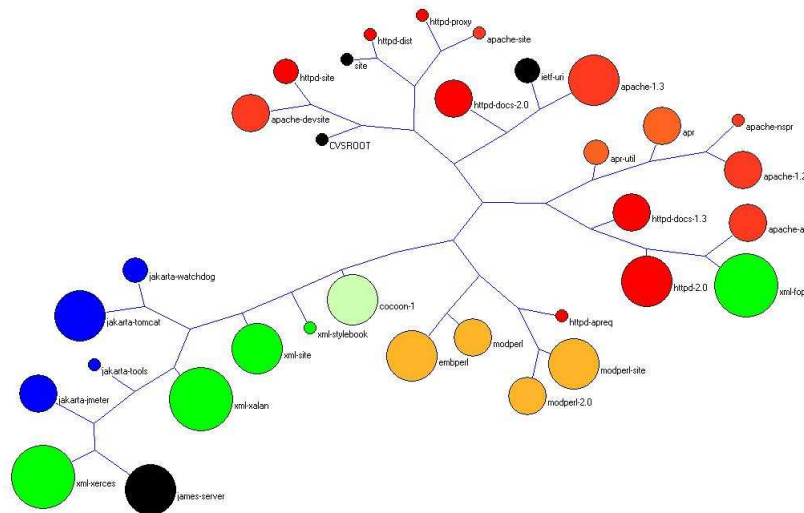 httpd-proxy
httpd-dist
apache-site
site
httpd-site
ietf-uri
apache-1.3
httpd-docs-2.0
apache-devsite
apache-nspr
apr
CVSROOT
apr-util
apache-1.2
httpd-docs-1.3
apache-a
jakarta-watchdog
httpd-2.0
xml-fop
cocoon-1
httpd-apreq
jakarta-tomcat
xml-stylebook
modperl
xml-site
embperl
modperl-site
jakarta-tools
jakarta-jmeter
xml-xalan
modperl-2.0
xml-xerces
james-server